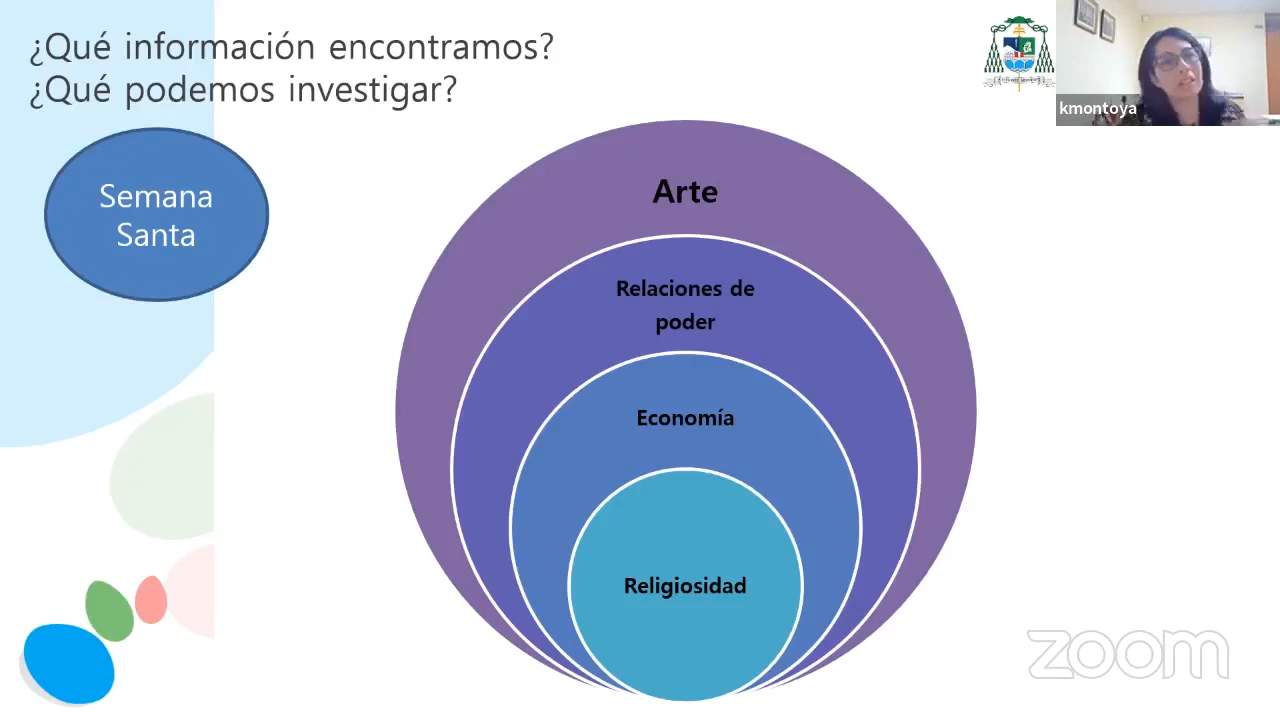 ¿Qué información encontramos?
¿Qué podemos investigar?
kmontoya
Semana
Santa
Arte
Relaciones de
poder
Economía
Religiosidad
zoom